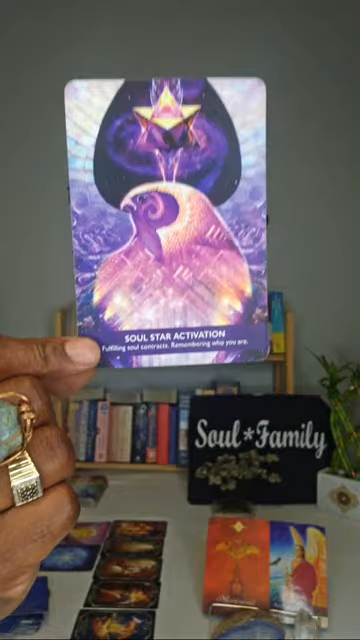 SOUL STAR ACTIVATION
Fulfilling soul contracts. Remembering who you are.
Soul*Family